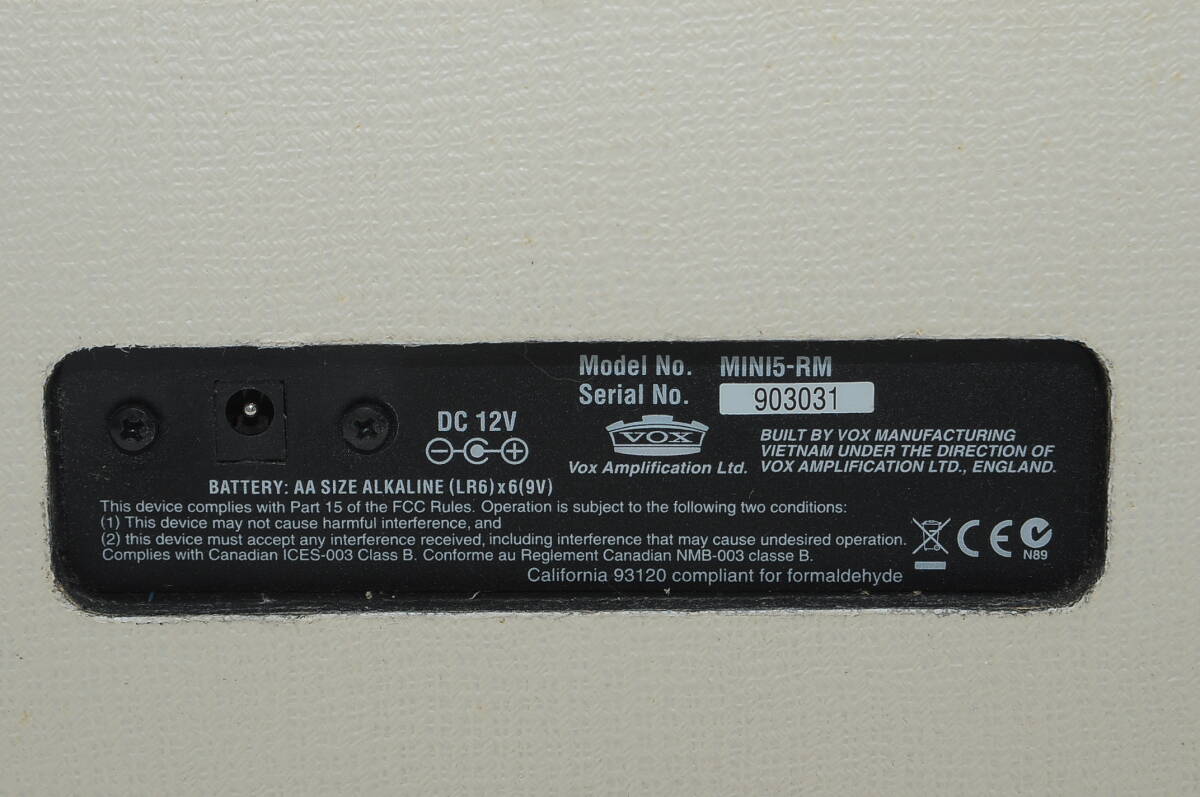 Model No. MINI5-RM
Serial No. 903031
DC 12V
VOX
Vox Amplification Ltd.
BUILT BY VOX MANUFACTURING
VIETNAM UNDER THE DIRECTION OF
VOX AMPLIFICATION LTD., ENGLAND.
BATTERY: AA SIZE ALKALINE (LR6)x6(9V)
This device complies with Part 15 of the FCC Rules. Operation is subject to the following two conditions:
(1) This device may not cause harmful interference, and
(2) this device must accept any interference received, including interference that may cause undesired operation.
Complies with Canadian ICES-003 Class B. Conforme au Reglement Canadian NMB-003 classe B.
CE
N89
California 93120 compliant for formaldehyde